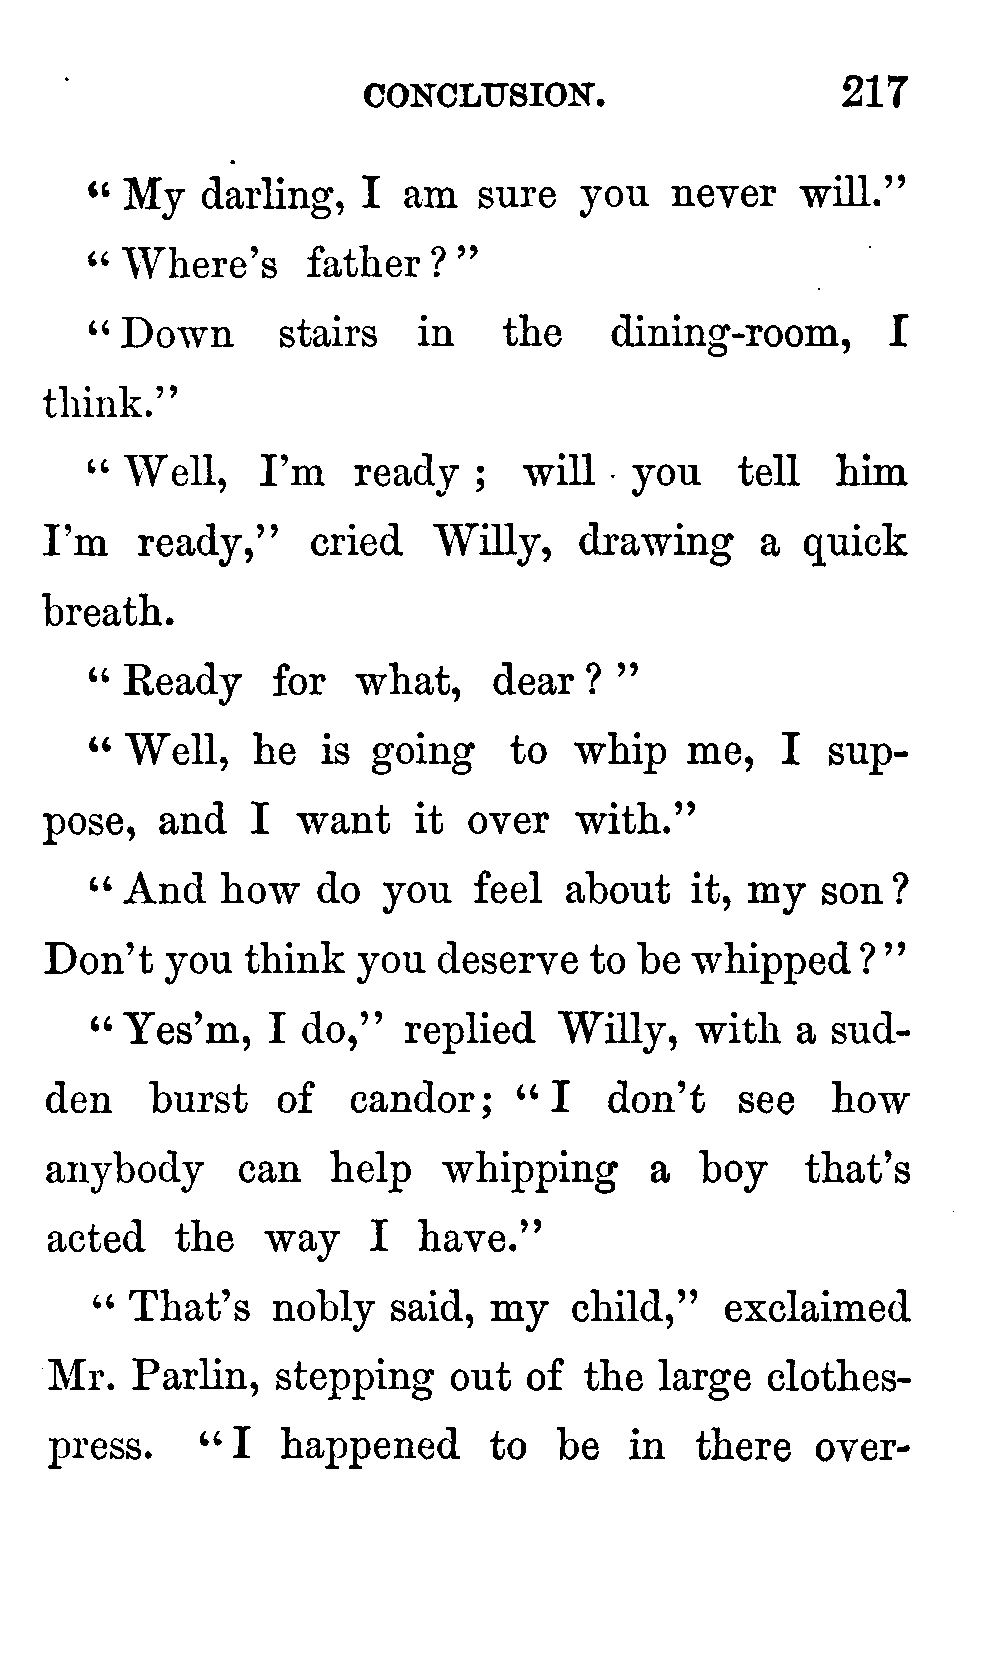 CONCLUSION. 217
“My darling, I am sure you never will.”
“Where’s father?”
“Down stairs in the dining-room, I
think.”
“Well, I’m ready; will you tell him
I’m ready,” cried Willy, drawing a quick
breath.
“Ready for what, dear?”
“Well, he is going to whip me, I sup-
pose, and I want it over with.”
“And how do you feel about it, my son?
Don’t you think you deserve to be whipped?”
“Yes’m, I do,” replied Willy, with a sud-
den burst of candor; “I don’t see how
anybody can help whipping a boy that’s
acted the way I have.”
“That’s nobly said, my child,” exclaimed
Mr. Parlin, stepping out of the large clothes-
press. “I happened to be in there over-